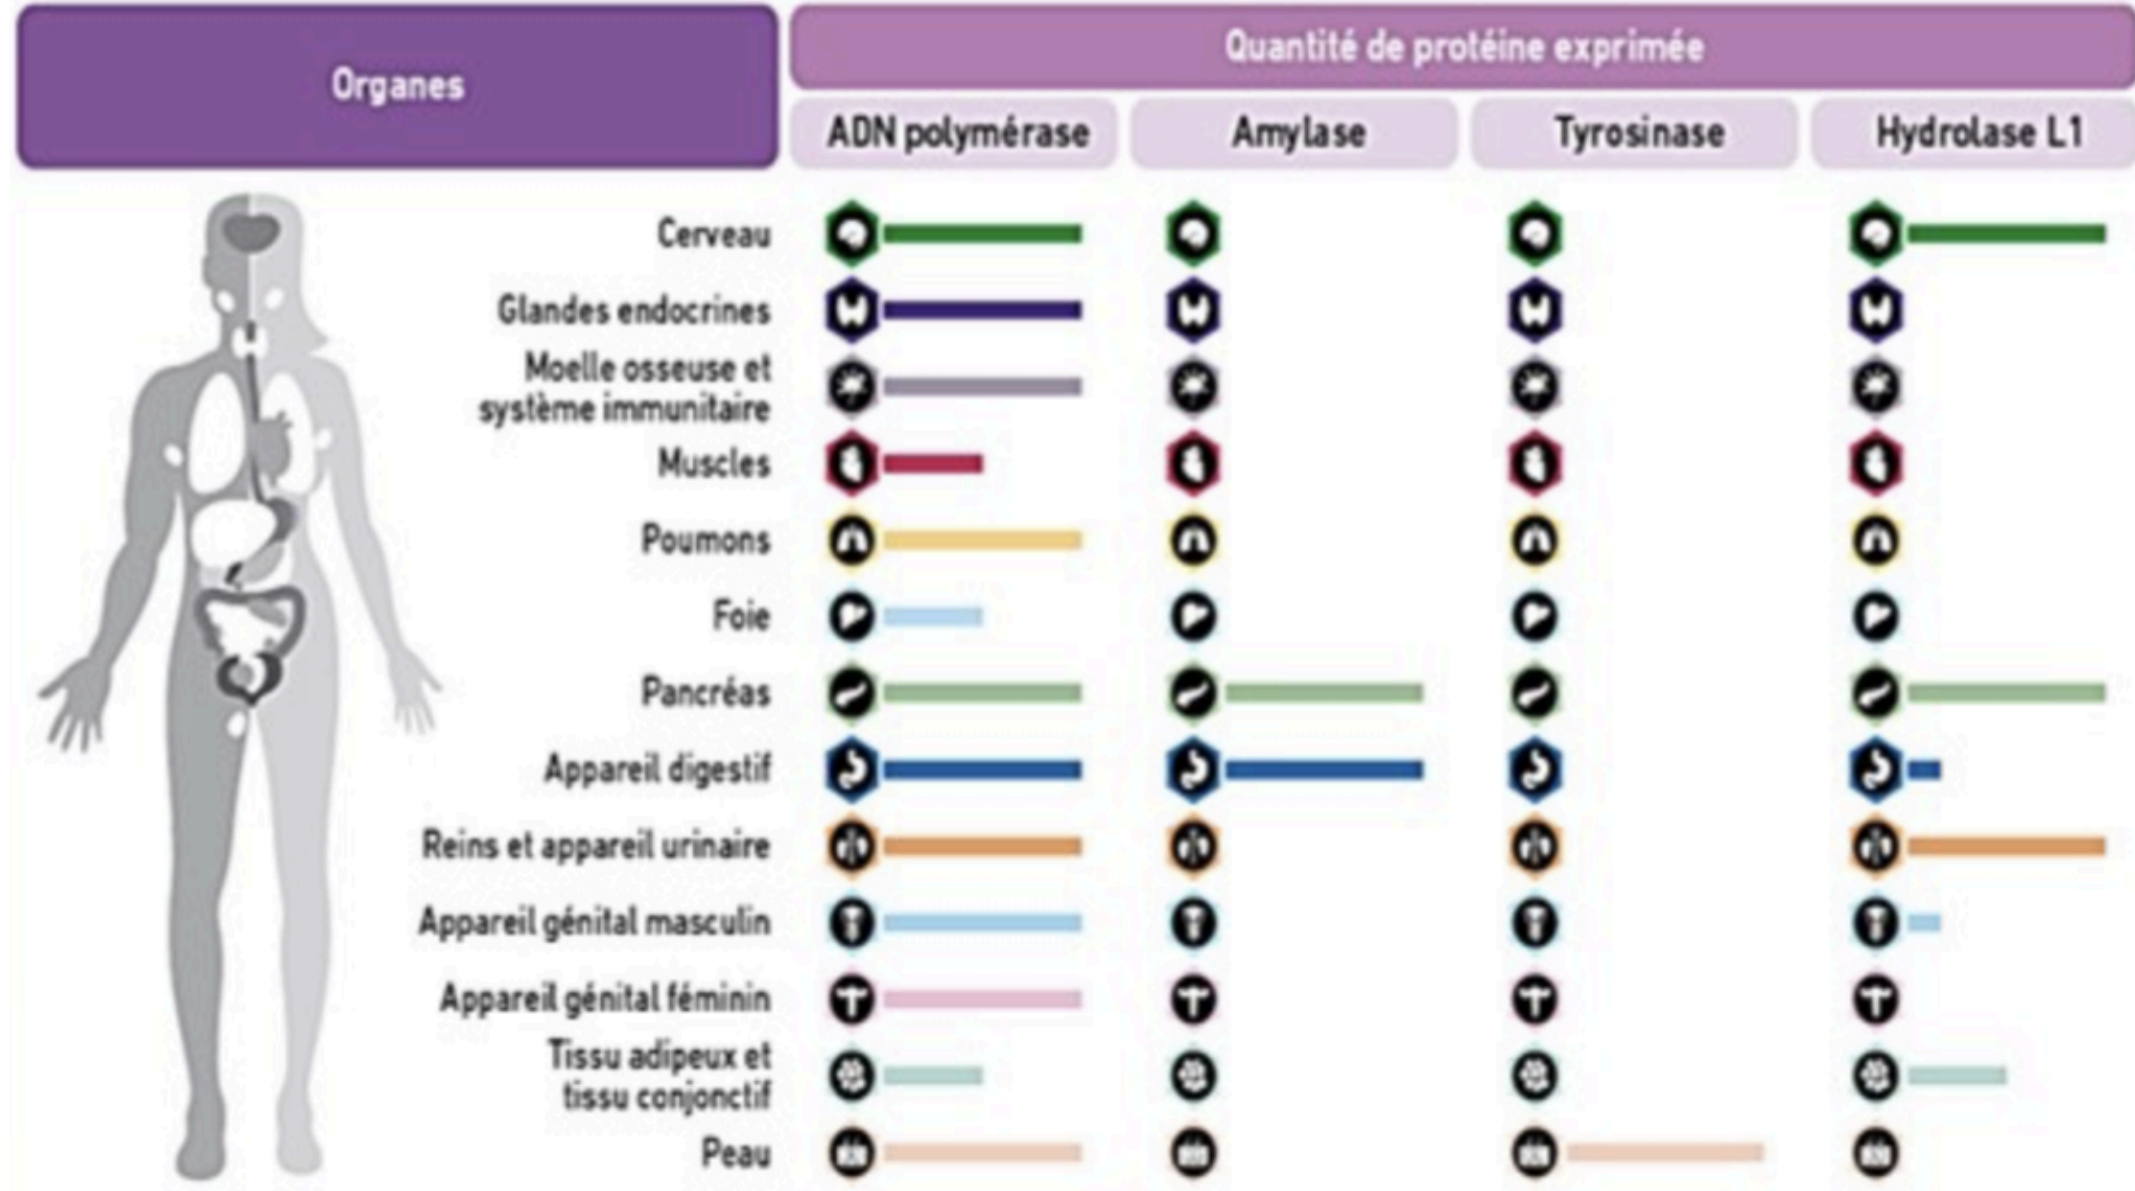 Organes
Quantité de protéine exprimée
ADN polymérase
Amylase
Tyrosinase
Hydrolase L1
Cerveau
Glandes endocrines
Moelle osseuse et
système immunitaire
Muscles
Poumons
Foie
Pancréas
Appareil digestif
Reins et appareil urinaire
Appareil génital masculin
Appareil génital féminin
Tissu adipeux et
tissu conjonctif
Peau